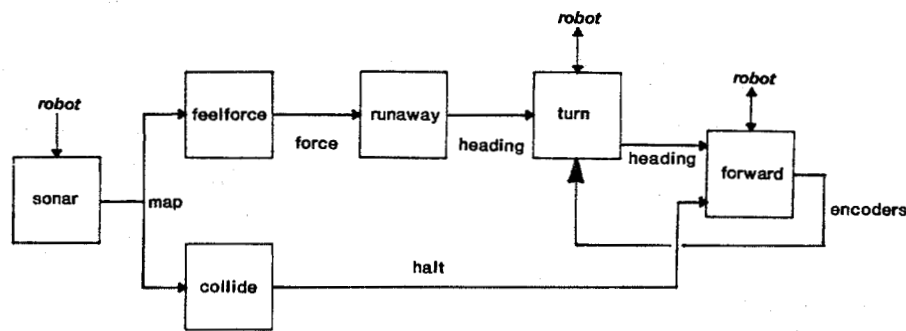 robot
robot
robot
feelforce
force
runaway
heading
turn
heading
forward
sonar
map
encoders
collide
halt